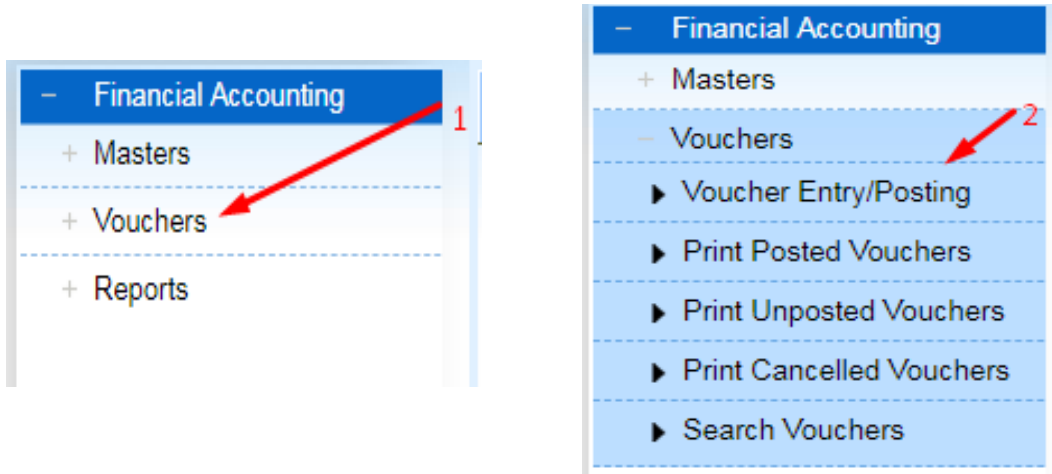 Financial Accounting
1
Masters
Vouchers
Reports
Financial Accounting
Masters
2
Vouchers
Voucher Entry/Posting
Print Posted Vouchers
Print Unposted Vouchers
Print Cancelled Vouchers
Search Vouchers